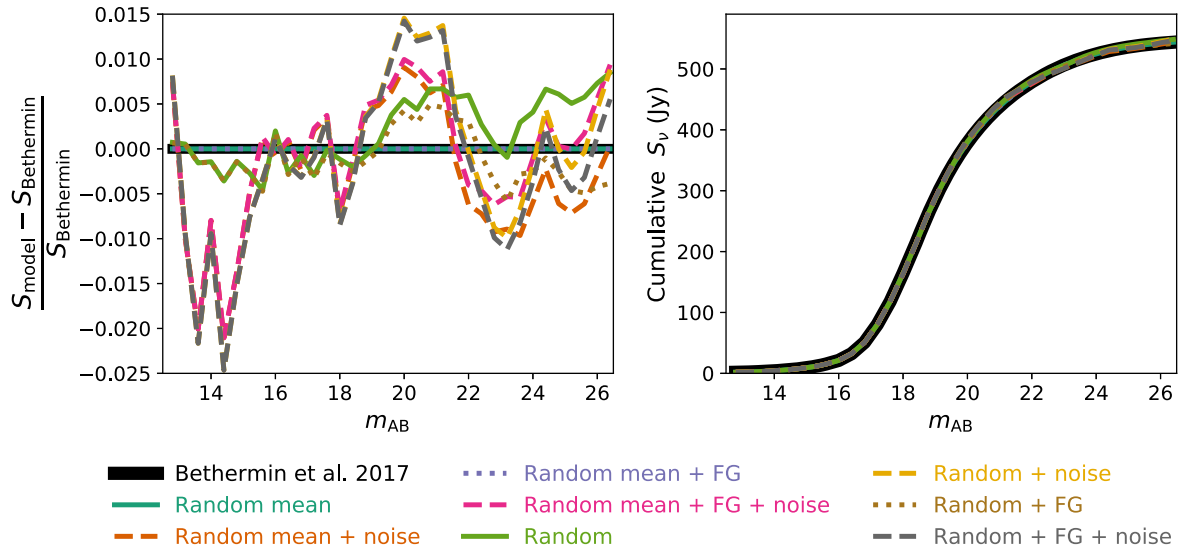 0.015
0.010
0.005
0.000
−0.005
−0.010
−0.015
−0.020
−0.025
S_model − S_Bethermin
S_Bethermin
14 16 18 20 22 24 26
m_AB
500
400
300
200
100
0
Cumulative S_ν (Jy)
14 16 18 20 22 24 26
m_AB
Bethermin et al. 2017
Random mean
Random mean + noise
Random mean + FG
Random mean + FG + noise
Random
Random + noise
Random + FG
Random + FG + noise